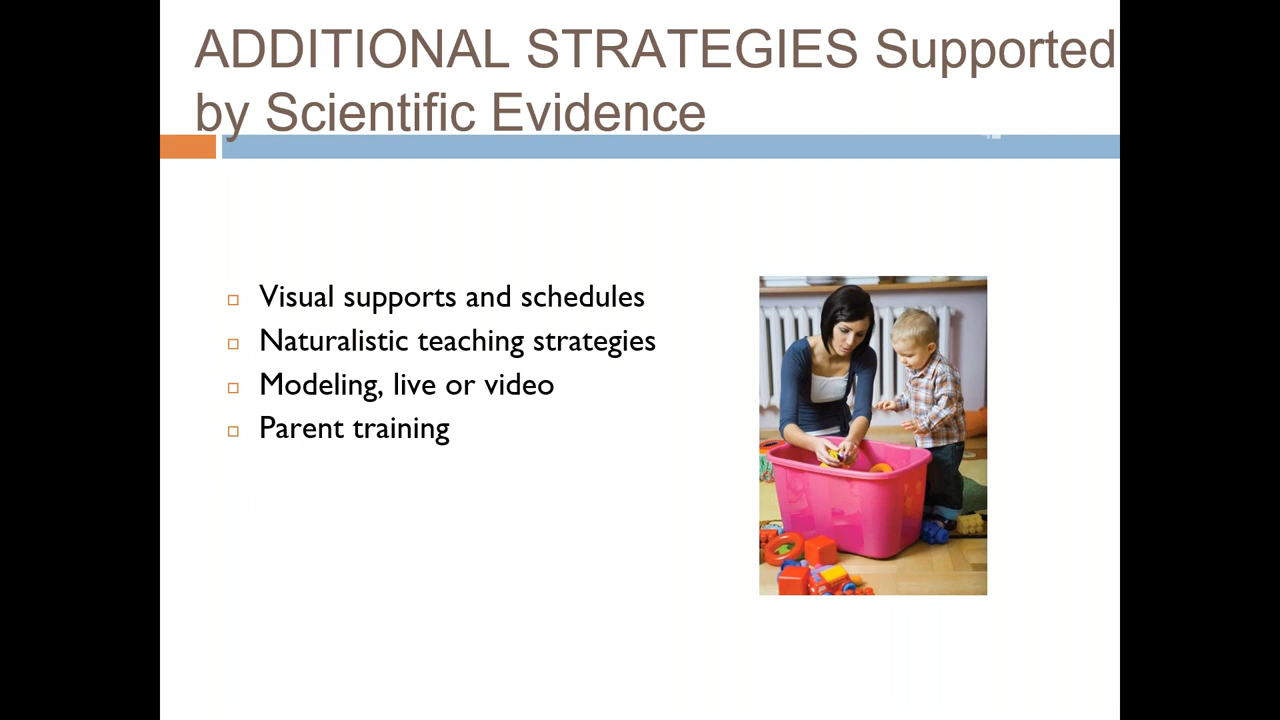 ADDITIONAL STRATEGIES Supported
by Scientific Evidence
Visual supports and schedules
Naturalistic teaching strategies
Modeling, live or video
Parent training